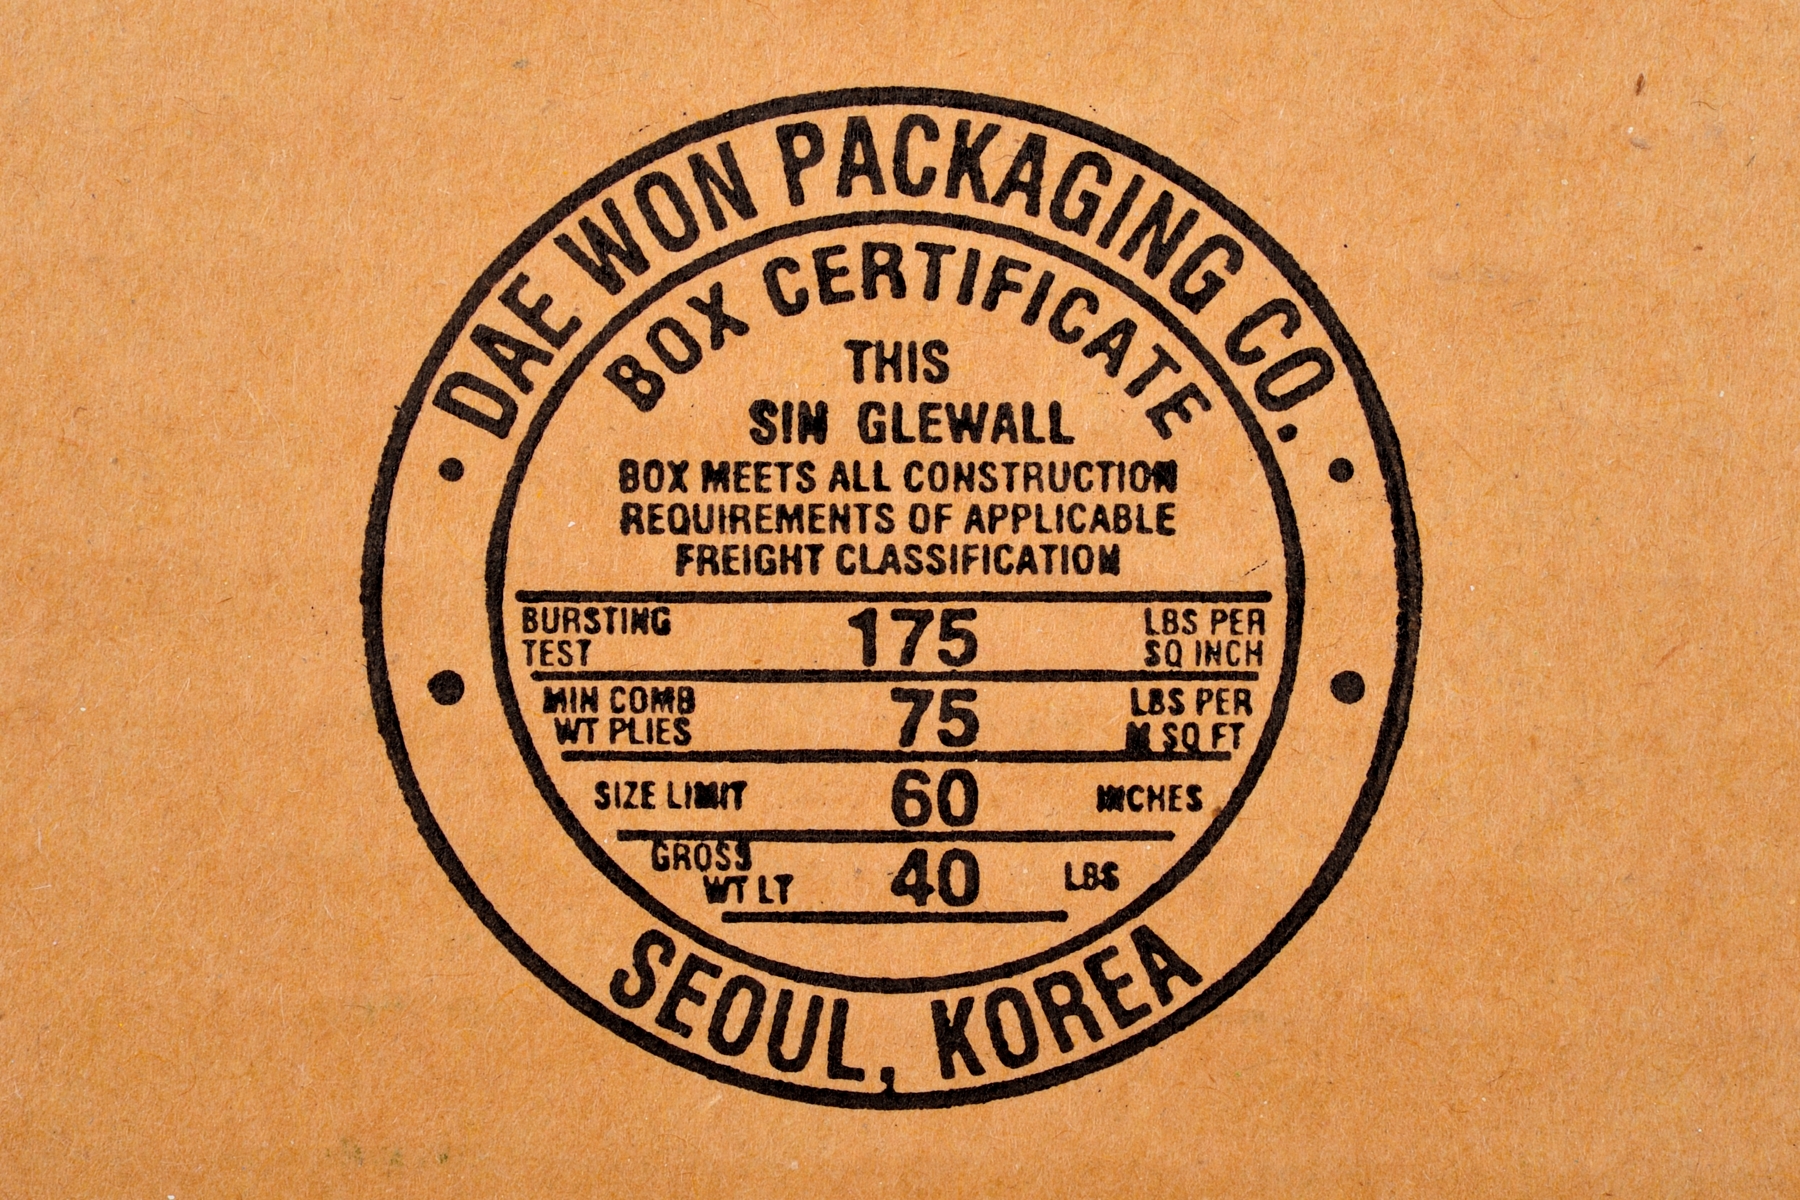 DAE WON PACKAGING CO.
BOX CERTIFICATE
THIS
SIN GLEWALL
BOX MEETS ALL CONSTRUCTION
REQUIREMENTS OF APPLICABLE
FREIGHT CLASSIFICATION
BURSTING TEST 175 LBS PER SQ INCH
MIN COMB WT PLIES 75 LBS PER M SQ FT
SIZE LIMIT 60 INCHES
GROSS WT LT 40 LBS
SEOUL, KOREA